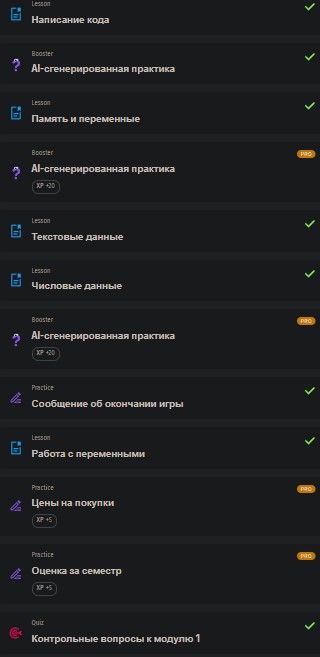 Lesson
Написание кода
Booster
AI-сгенерированная практика
Lesson
Память и переменные
Booster
PRO
AI-сгенерированная практика
XP +20
Lesson
Текстовые данные
Lesson
Числовые данные
Booster
PRO
AI-сгенерированная практика
XP +20
Practice
Сообщение об окончании игры
Lesson
Работа с переменными
Practice
PRO
Цены на покупки
XP +5
Practice
PRO
Оценка за семестр
XP +5
Quiz
Контрольные вопросы к модулю 1